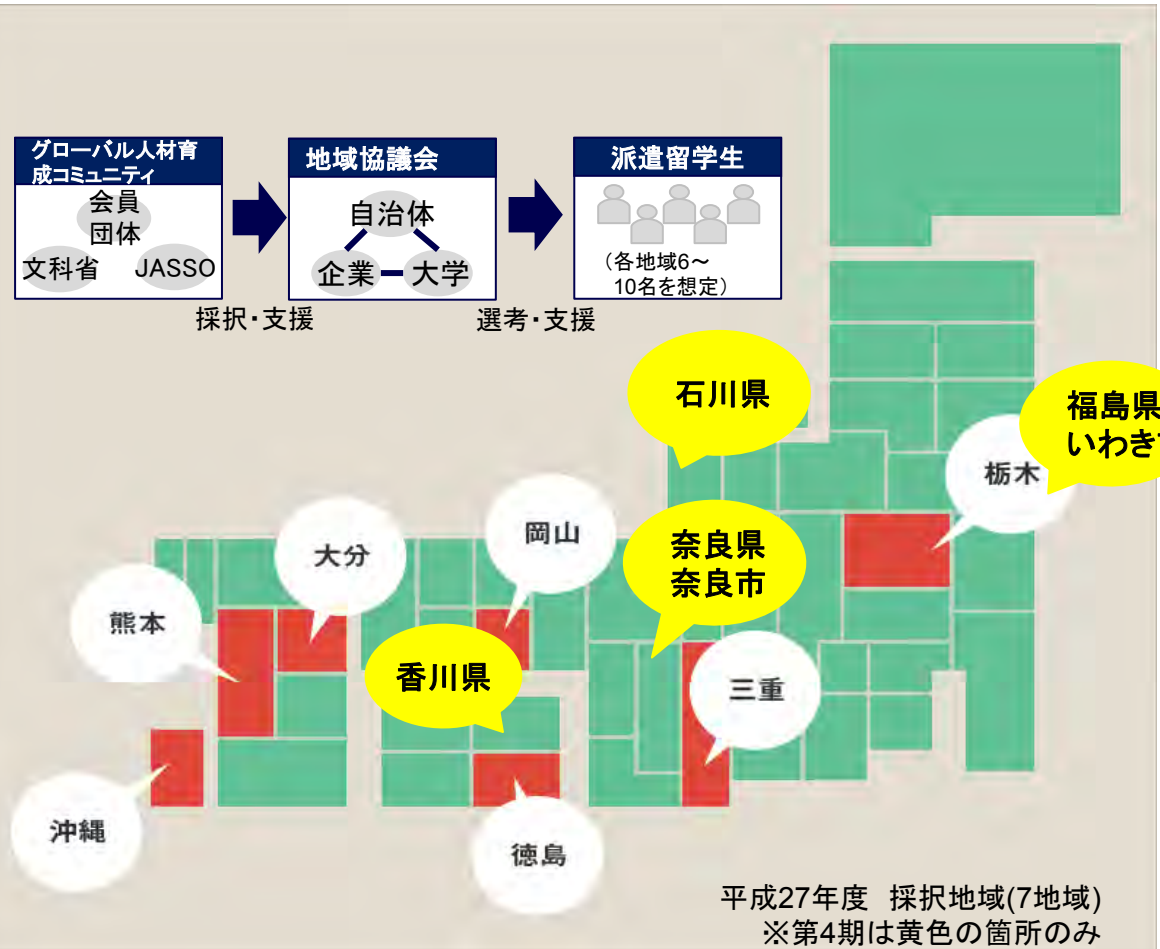 グローバル人材育
成コミュニティ
会員
団体
文科省
JASSO
採択・支援
地域協議会
自治体
企業
大学
選考・支援
派遣留学生
（各地域6～
10名を想定）
石川県
福島県
いわき
栃木
岡山
奈良県
奈良市
大分
熊本
香川県
三重
沖縄
徳島
平成27年度 採択地域(7地域)
※第4期は黄色の箇所のみ